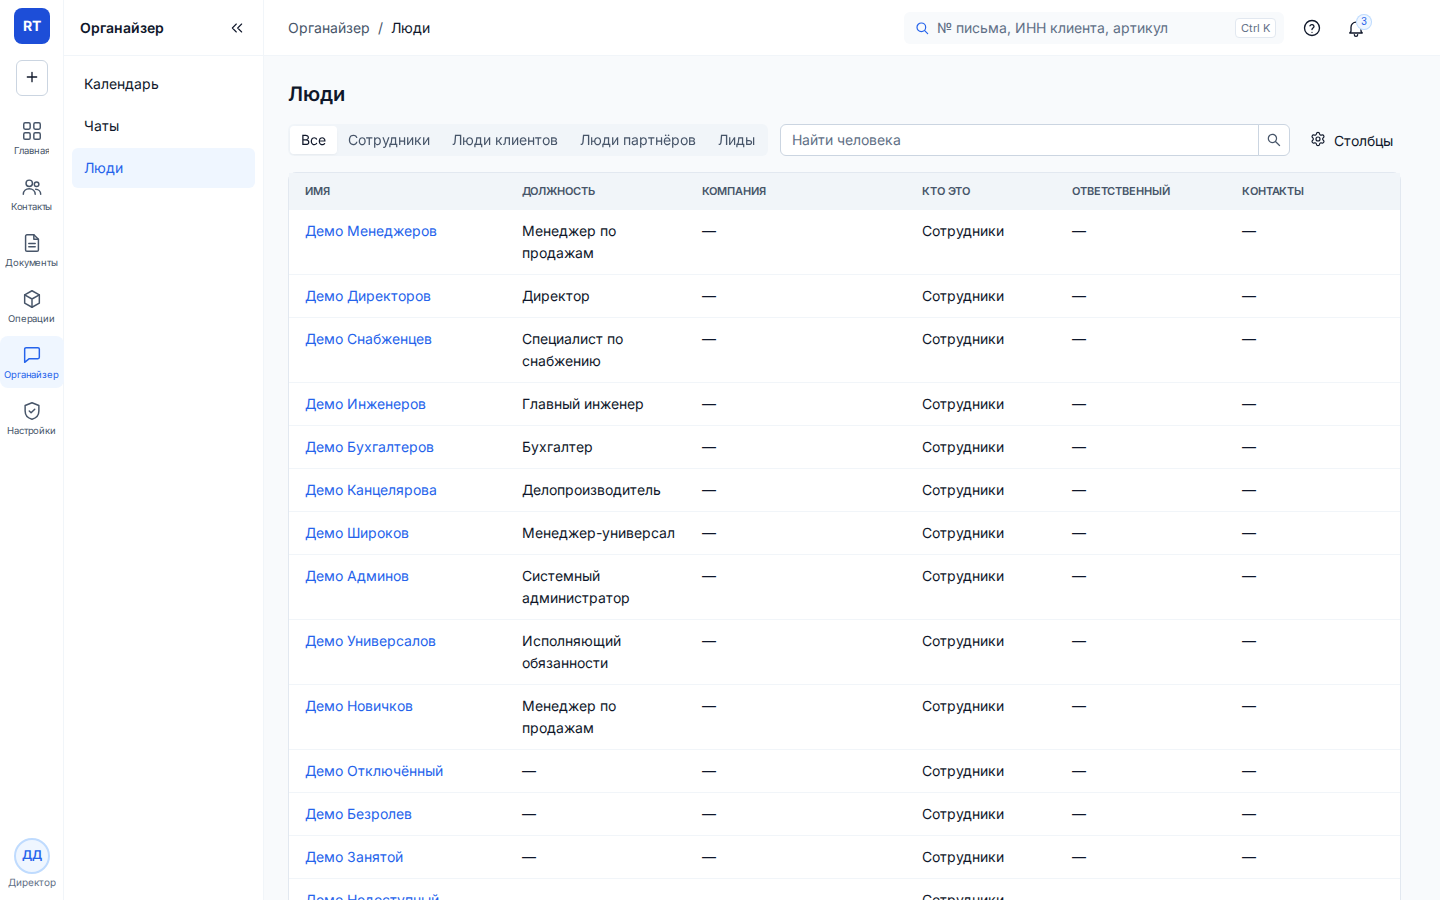 RT
Органайзер
Органайзер / Люди
№ письма, ИНН клиента, артикул
Ctrl K
3
Главная
Контакты
Документы
Операции
Органайзер
Настройки
ДД
Директор
Календарь
Чаты
Люди
Люди
Все Сотрудники Люди клиентов Люди партнёров Лиды
Найти человека
Столбцы
ИМЯ ДОЛЖНОСТЬ КОМПАНИЯ КТО ЭТО ОТВЕТСТВЕННЫЙ КОНТАКТЫ
Демо Менеджеров Менеджер по — Сотрудники — —
продажам
Демо Директоров Директор — Сотрудники — —
Демо Снабженцев Специалист по — Сотрудники — —
снабжению
Демо Инженеров Главный инженер — Сотрудники — —
Демо Бухгалтеров Бухгалтер — Сотрудники — —
Демо Канцелярова Делопроизводитель — Сотрудники — —
Демо Широков Менеджер-универсал — Сотрудники — —
Демо Админов Системный — Сотрудники — —
администратор
Демо Универсалов Исполняющий — Сотрудники — —
обязанности
Демо Новичков Менеджер по — Сотрудники — —
продажам
Демо Отключённый — — Сотрудники — —
Демо Безролев — — Сотрудники — —
Демо Занятой — — Сотрудники — —
Демо Недоступный Сотрудники